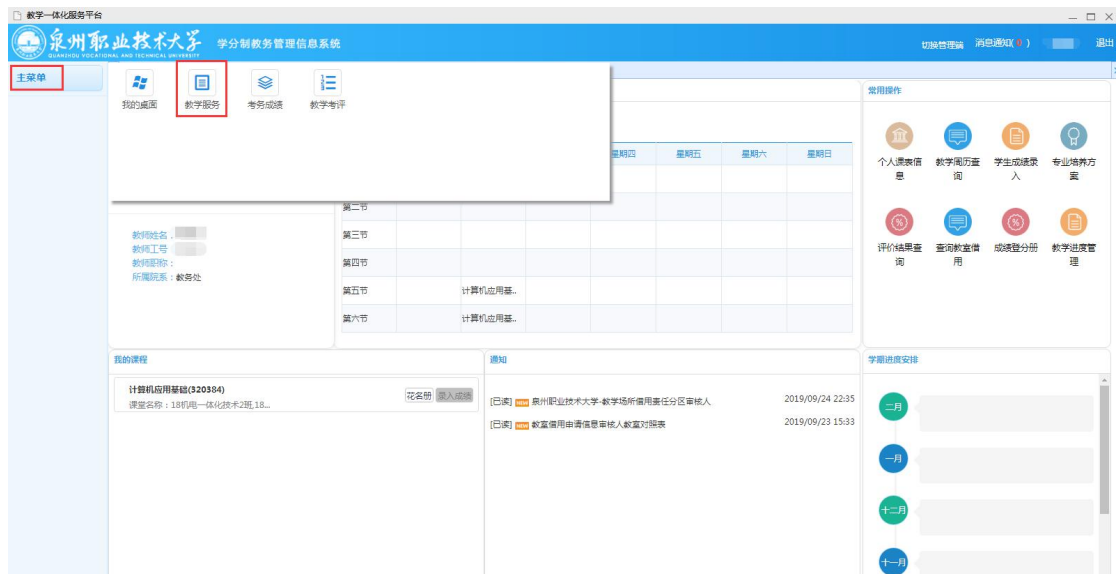 教学一体化服务平台
泉州职业技术大学
QUANZHOU VOCATIONAL AND TECHNICAL UNIVERSITY
学分制教务管理信息系统
切换管理端 消息通知( 0 ) 退出
主菜单
我的桌面 教学服务 考务成绩 教学考评
常用操作
星期四 星期五 星期六 星期日
个人课表信息 教学周历查询 学生成绩录入 专业培养方案
评价结果查询 查询教室借用 成绩登分册 教学进度管理
第二节
第三节
第四节
第五节 计算机应用基..
第六节 计算机应用基..
教师姓名
教师工号
教师职称：
所属院系：教务处
我的课程
计算机应用基础(320384)
课堂名称：18机电一体化技术2班,18...
花名册 录入成绩
通知
[已读] NEW 泉州职业技术大学-教学场所借用责任分区审核人 2019/09/24 22:35
[已读] NEW 教室借用申请信息审核人教室对照表 2019/09/23 15:33
学期进度安排
二月
一月
十二月
十一月